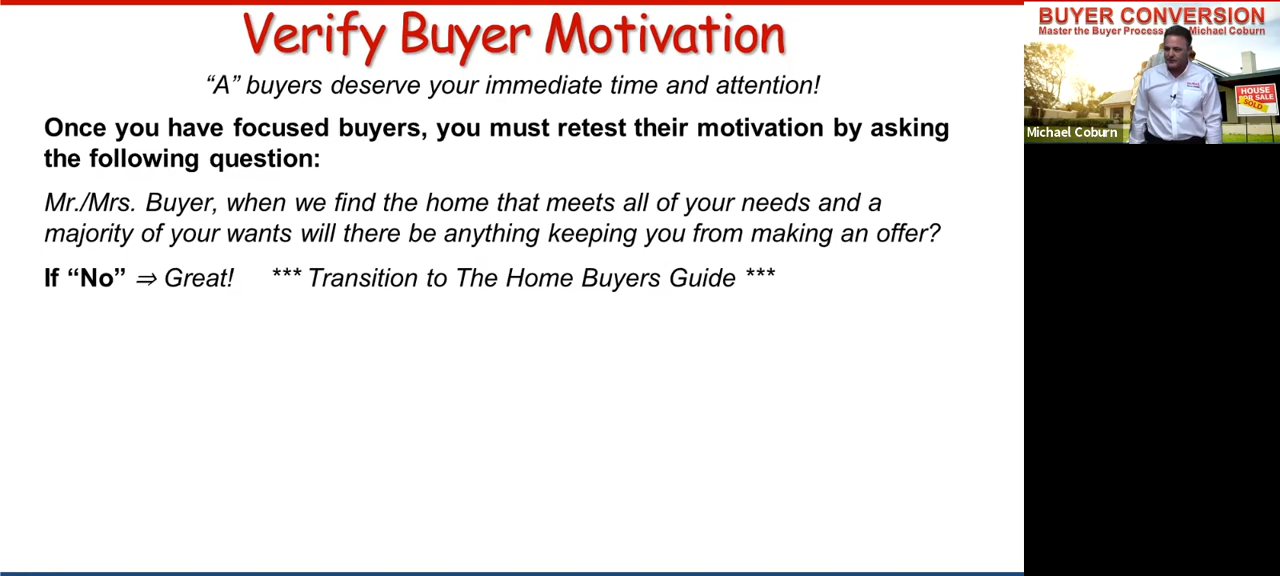 Verify Buyer Motivation
“A” buyers deserve your immediate time and attention!
Once you have focused buyers, you must retest their motivation by asking
the following question:
Mr./Mrs. Buyer, when we find the home that meets all of your needs and a
majority of your wants will there be anything keeping you from making an offer?
If “No” ⇒ Great! *** Transition to The Home Buyers Guide ***
BUYER CONVERSION
Master the Buyer Process Michael Coburn
HOUSE
FOR SALE
SOLD
Michael Coburn